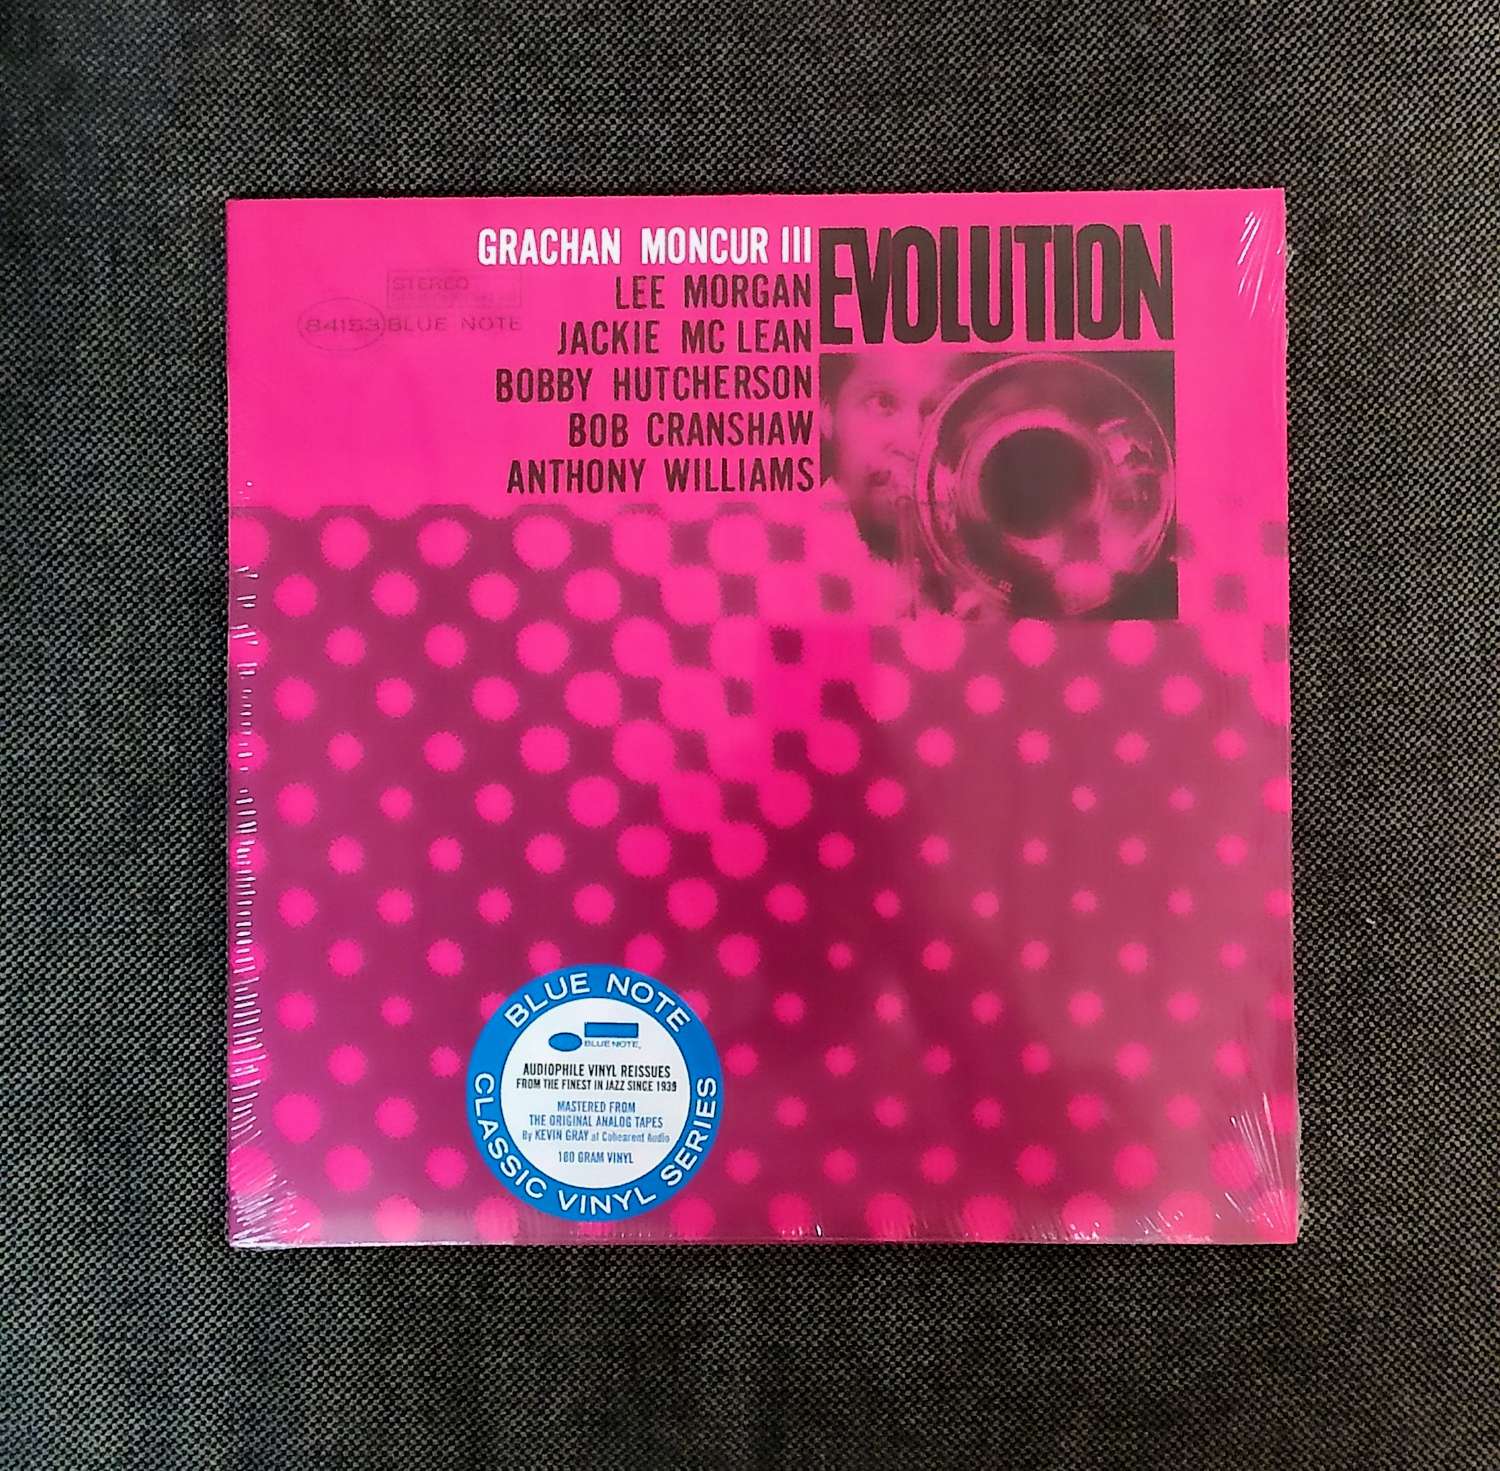 GRACHAN MONCUR III
LEE MORGAN
JACKIE MC LEAN
BOBBY HUTCHERSON
BOB CRANSHAW
ANTHONY WILLIAMS
EVOLUTION
STEREO
84153 BLUE NOTE
BLUE NOTE
BLUE NOTE
AUDIOPHILE VINYL REISSUES
FROM THE FINEST IN JAZZ SINCE 1939
MASTERED FROM
THE ORIGINAL ANALOG TAPES
By KEVIN GRAY at Cohearent Audio
180 GRAM VINYL
CLASSIC VINYL SERIES